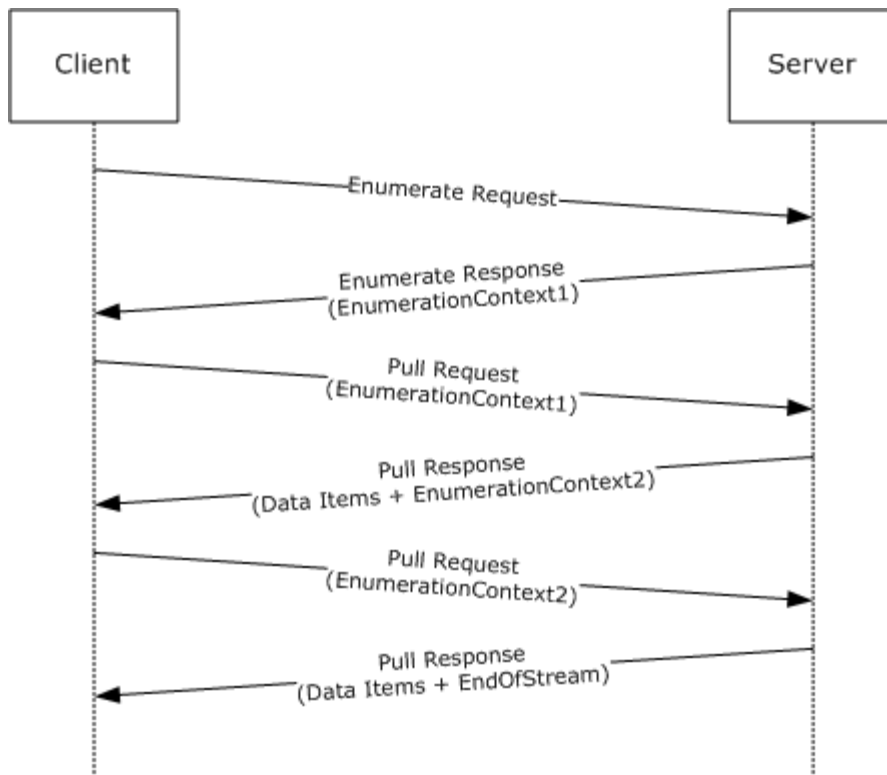 Client
Server
Enumerate Request
Enumerate Response
(EnumerationContext1)
Pull Request
(EnumerationContext1)
Pull Response
(Data Items + EnumerationContext2)
Pull Request
(EnumerationContext2)
Pull Response
(Data Items + EndOfStream)